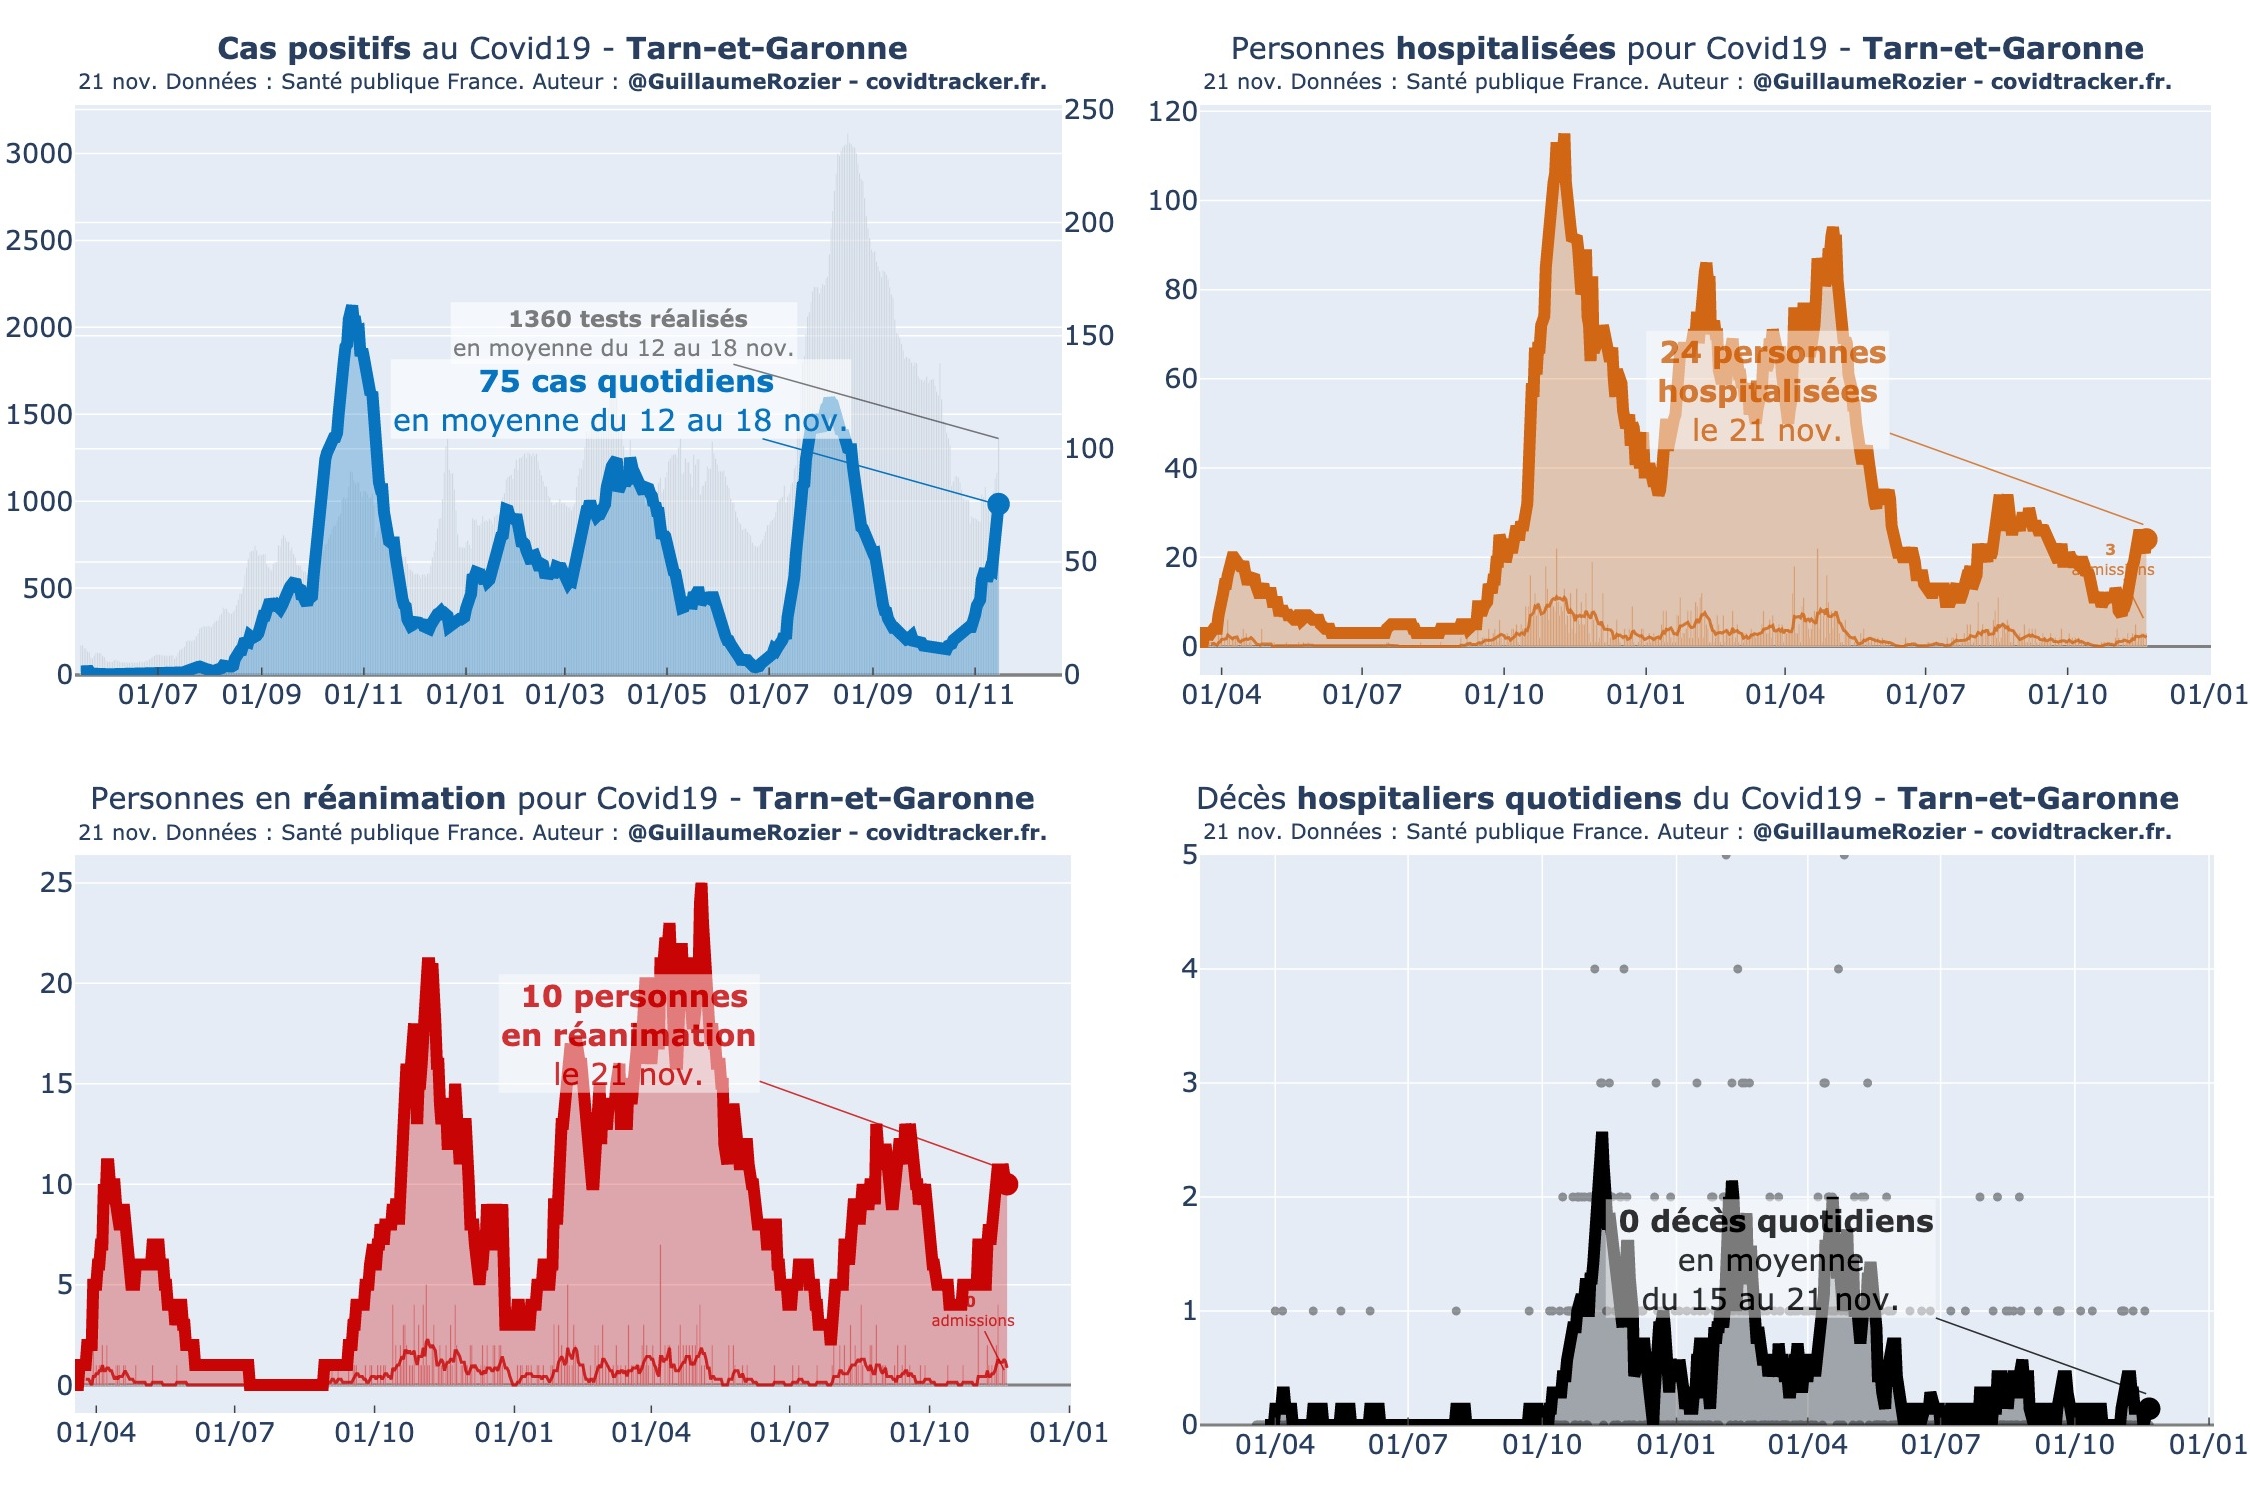 Cas positifs au Covid19 - Tarn-et-Garonne
21 nov. Données : Santé publique France. Auteur : @GuillaumeRozier - covidtracker.fr.
250
3000
2500
200
2000
150
1500
100
1000
50
500
0
0
1360 tests réalisés
en moyenne du 12 au 18 nov.
75 cas quotidiens
en moyenne du 12 au 18 nov.
01/07 01/09 01/11 01/01 01/03 01/05 01/07 01/09 01/11
Personnes hospitalisées pour Covid19 - Tarn-et-Garonne
21 nov. Données : Santé publique France. Auteur : @GuillaumeRozier - covidtracker.fr.
120
100
80
60
40
20
0
24 personnes
hospitalisées
le 21 nov.
3
admissions
01/04 01/07 01/10 01/01 01/04 01/07 01/10 01/01
Personnes en réanimation pour Covid19 - Tarn-et-Garonne
21 nov. Données : Santé publique France. Auteur : @GuillaumeRozier - covidtracker.fr.
25
20
15
10
5
0
10 personnes
en réanimation
le 21 nov.
0
admissions
01/04 01/07 01/10 01/01 01/04 01/07 01/10 01/01
Décès hospitaliers quotidiens du Covid19 - Tarn-et-Garonne
21 nov. Données : Santé publique France. Auteur : @GuillaumeRozier - covidtracker.fr.
5
4
3
2
1
0
0 décès quotidiens
en moyenne
du 15 au 21 nov.
01/04 01/07 01/10 01/01 01/04 01/07 01/10 01/01